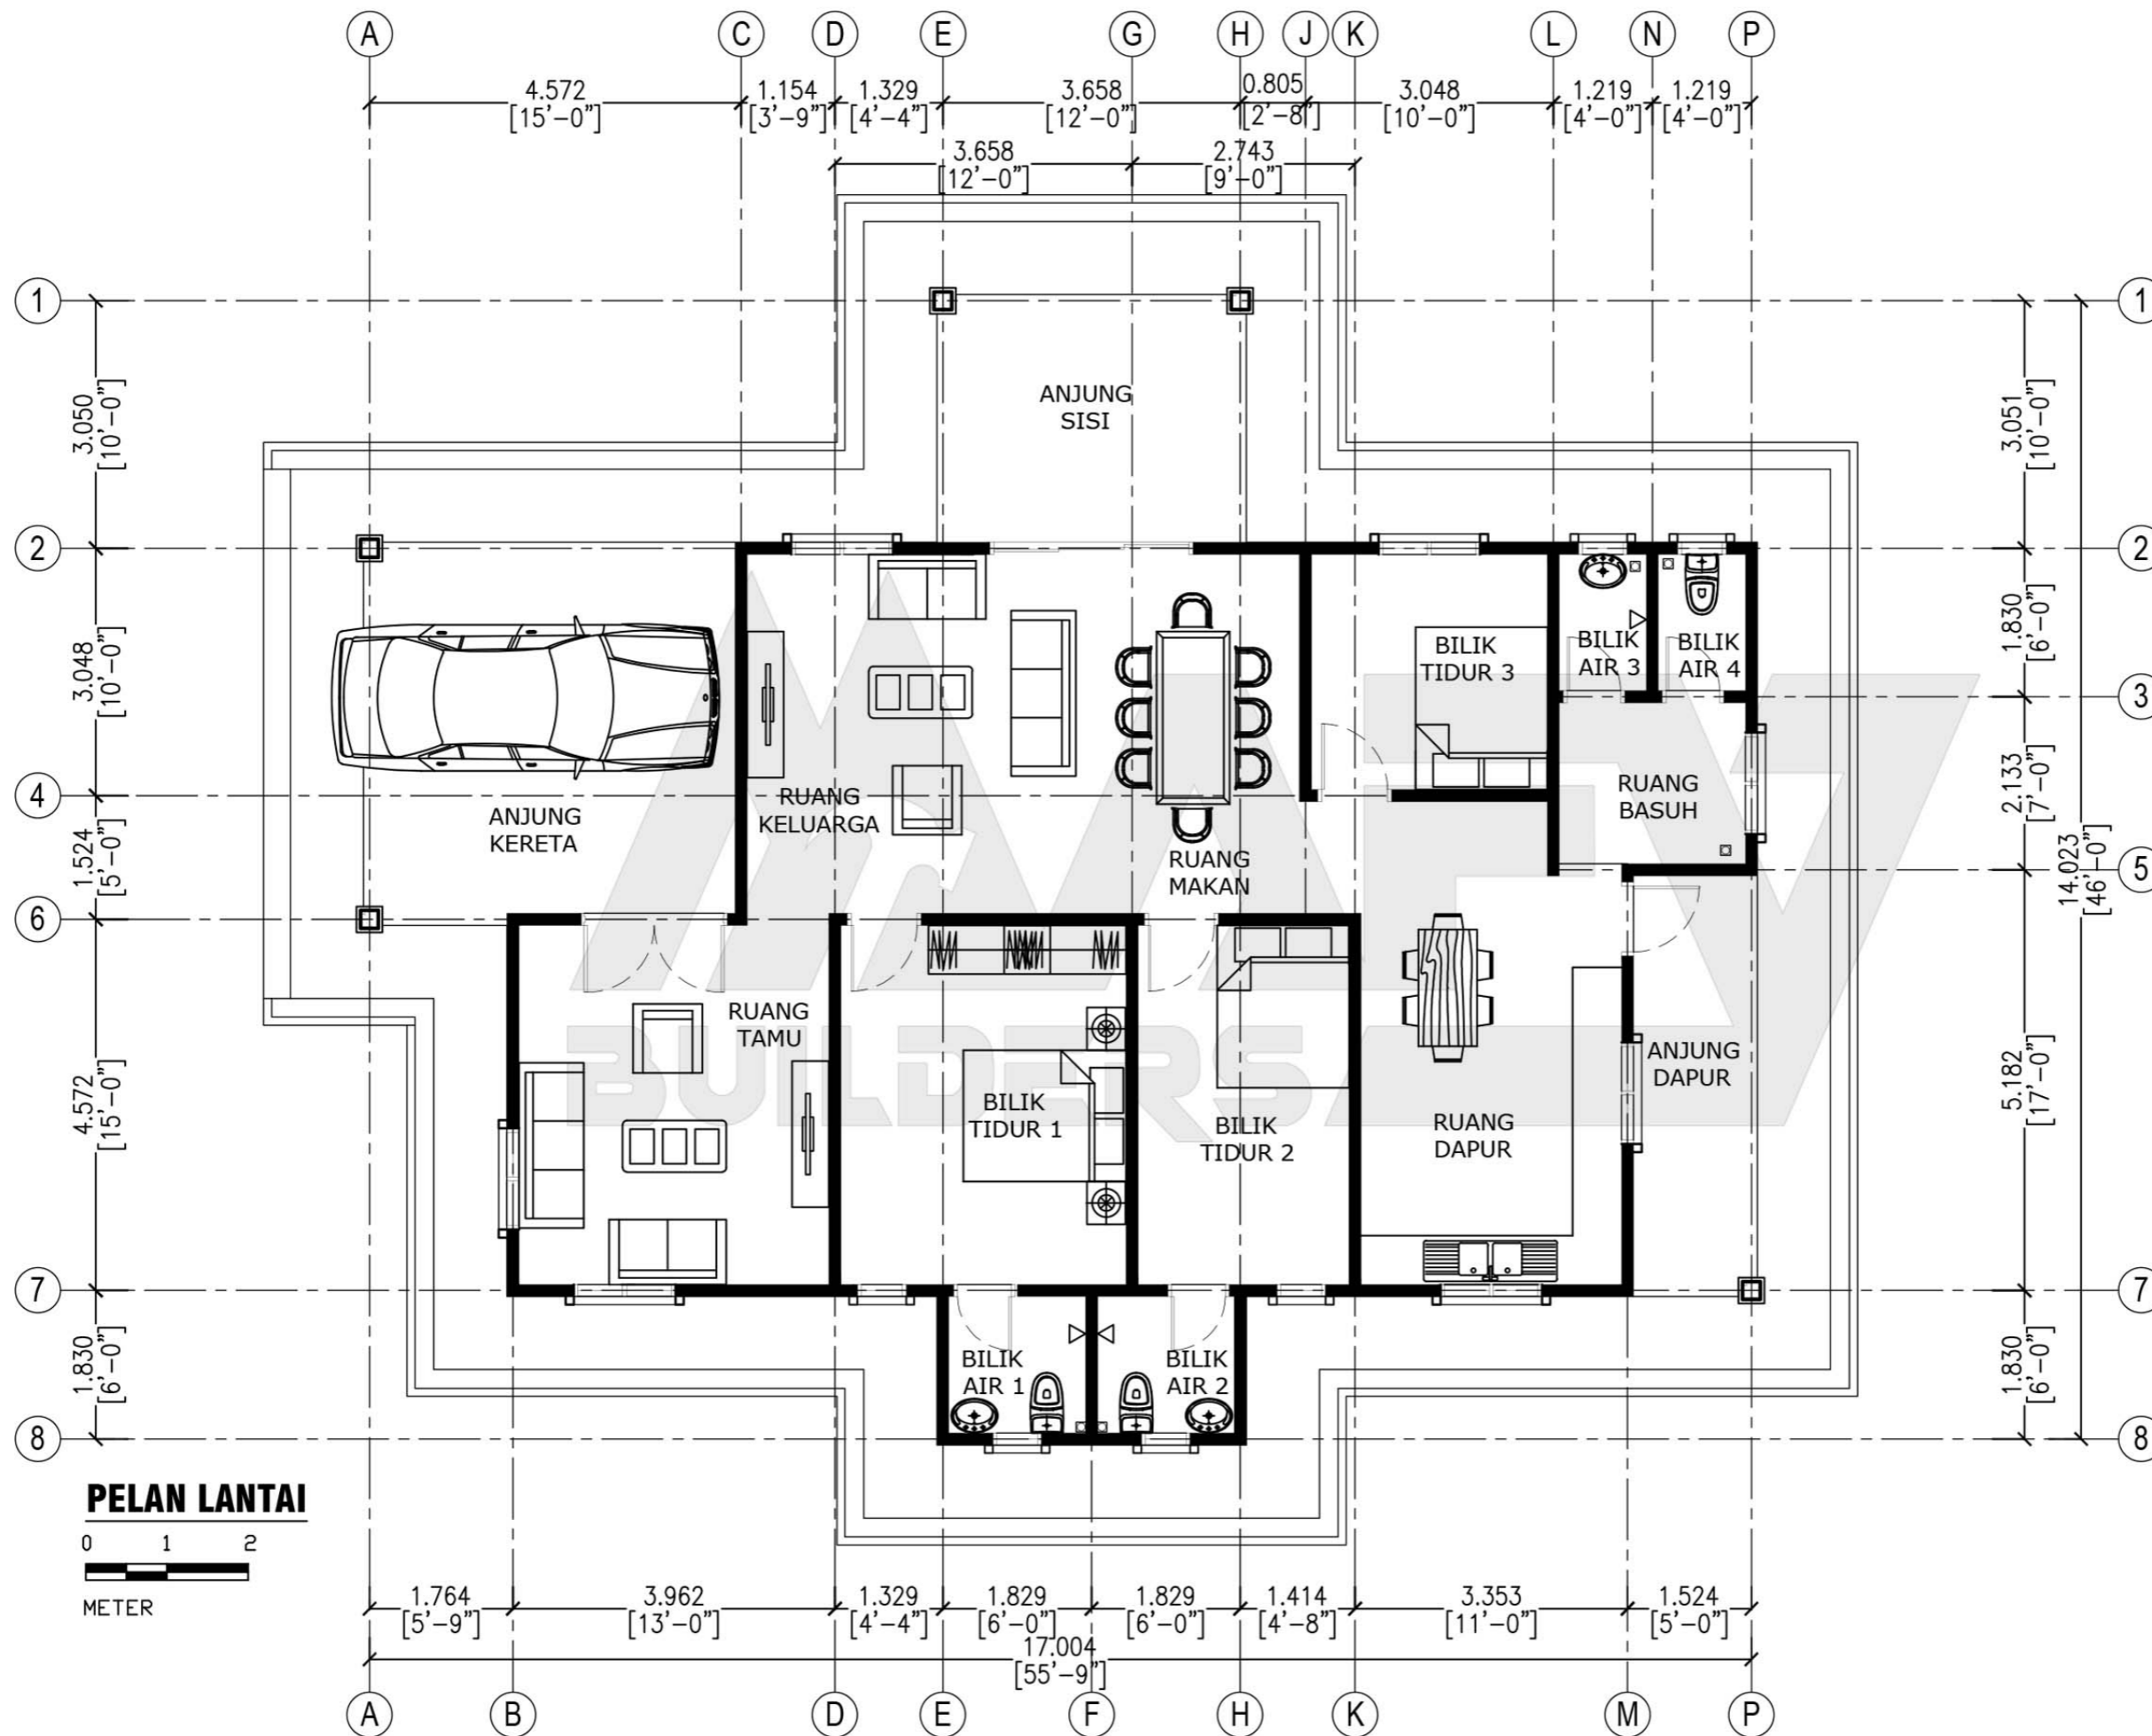 A C D E G H J K L N P
4.572 1.154 1.329 3.658 0.805 3.048 1.219 1.219
[15'-0"] [3'-9"] [4'-4"] [12'-0"] [2'-8"] [10'-0"] [4'-0"] [4'-0"]
3.658 2.743
[12'-0"] [9'-0"]
1
2
4
6
7
8
3.050
[10'-0"]
3.048
[10'-0"]
1.524
[5'-0"]
4.572
[15'-0"]
1.830
[6'-0"]
ANJUNG
SISI
ANJUNG
KERETA
RUANG
KELUARGA
RUANG
MAKAN
BILIK
TIDUR 3
BILIK
AIR 3
BILIK
AIR 4
RUANG
BASUH
RUANG
TAMU
BILIK
TIDUR 1
BILIK
TIDUR 2
RUANG
DAPUR
ANJUNG
DAPUR
BILIK
AIR 1
BILIK
AIR 2
BUILDERS
1
2
3
4
5
7
8
3.051
[10'-0"]
1.830
[6'-0"]
2.133
[7'-0"]
5.182
[17'-0"]
1.830
[6'-0"]
14.023
[46'-0"]
PELAN LANTAI
0 1 2
METER
1.764 3.962 1.329 1.829 1.829 1.414 3.353 1.524
[5'-9"] [13'-0"] [4'-4"] [6'-0"] [6'-0"] [4'-8"] [11'-0"] [5'-0"]
17.004
[55'-9"]
A B D E F H K M P